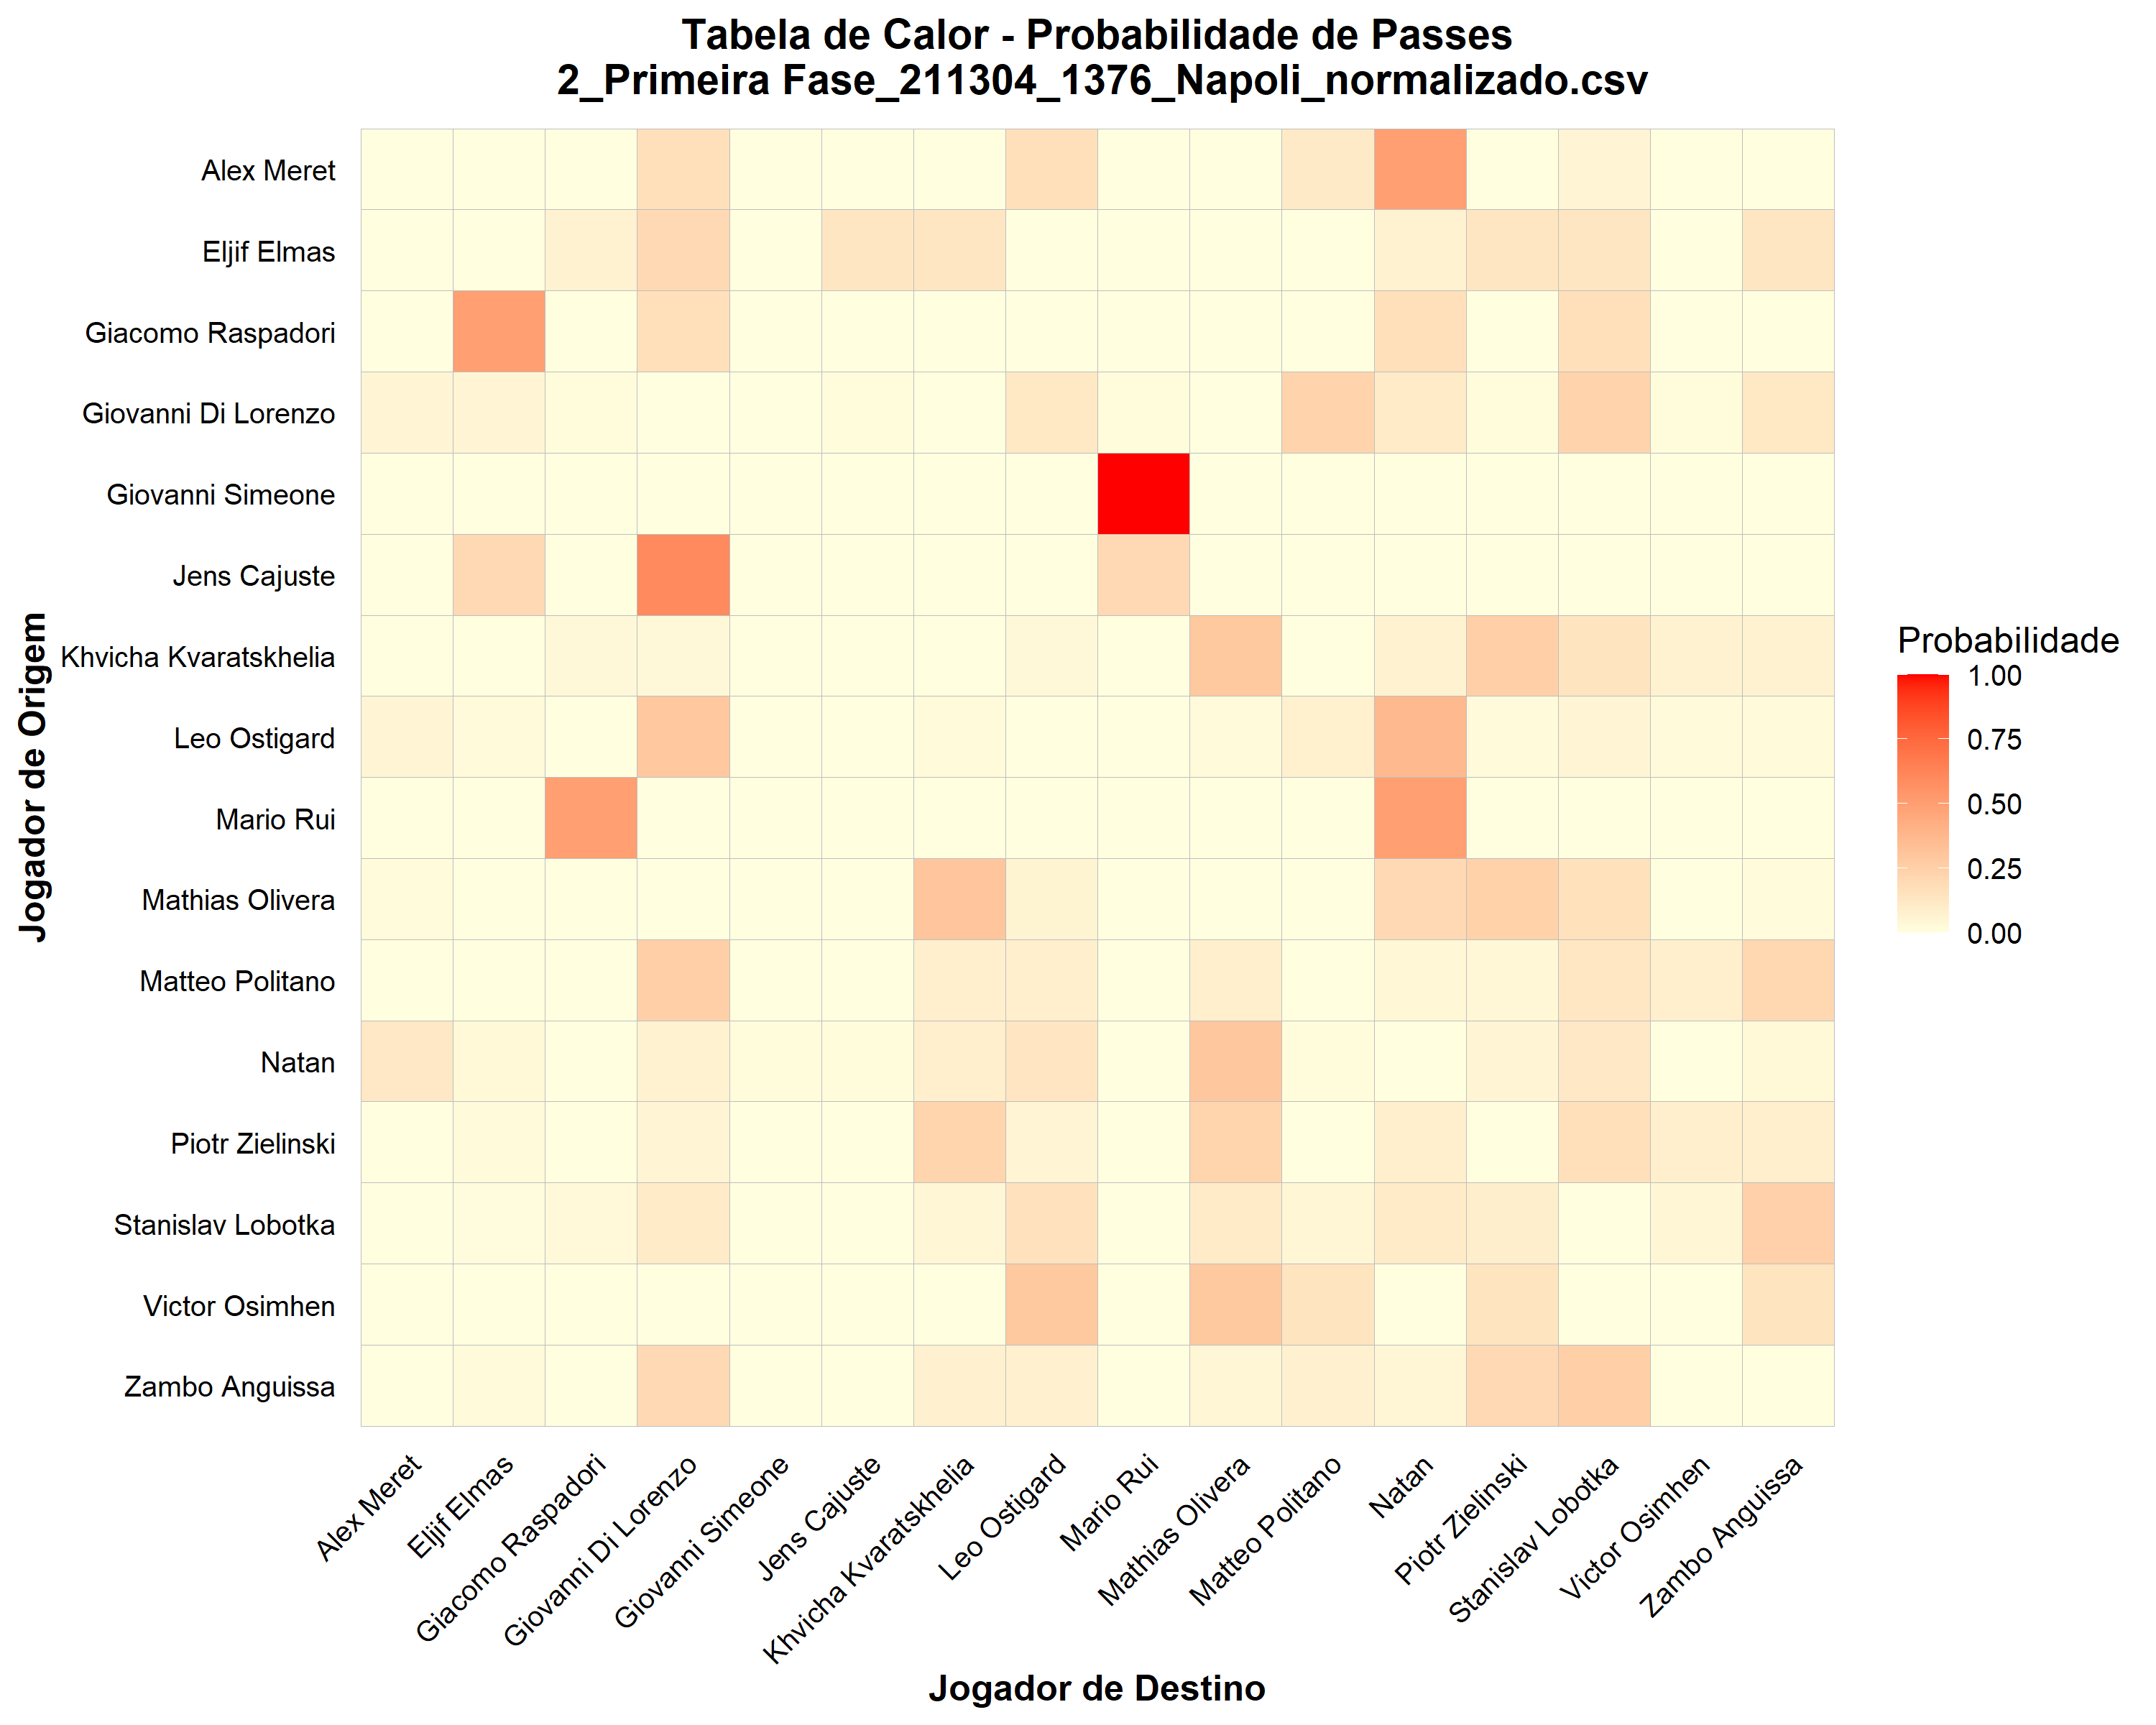 Tabela de Calor - Probabilidade de Passes
2_Primeira Fase_211304_1376_Napoli_normalizado.csv
Jogador de Origem
Alex Meret
Eljif Elmas
Giacomo Raspadori
Giovanni Di Lorenzo
Giovanni Simeone
Jens Cajuste
Khvicha Kvaratskhelia
Leo Ostigard
Mario Rui
Mathias Olivera
Matteo Politano
Natan
Piotr Zielinski
Stanislav Lobotka
Victor Osimhen
Zambo Anguissa
Alex Meret
Eljif Elmas
Giacomo Raspadori
Giovanni Di Lorenzo
Giovanni Simeone
Jens Cajuste
Khvicha Kvaratskhelia
Leo Ostigard
Mario Rui
Mathias Olivera
Matteo Politano
Natan
Piotr Zielinski
Stanislav Lobotka
Victor Osimhen
Zambo Anguissa
Jogador de Destino
Probabilidade
1.00
0.75
0.50
0.25
0.00